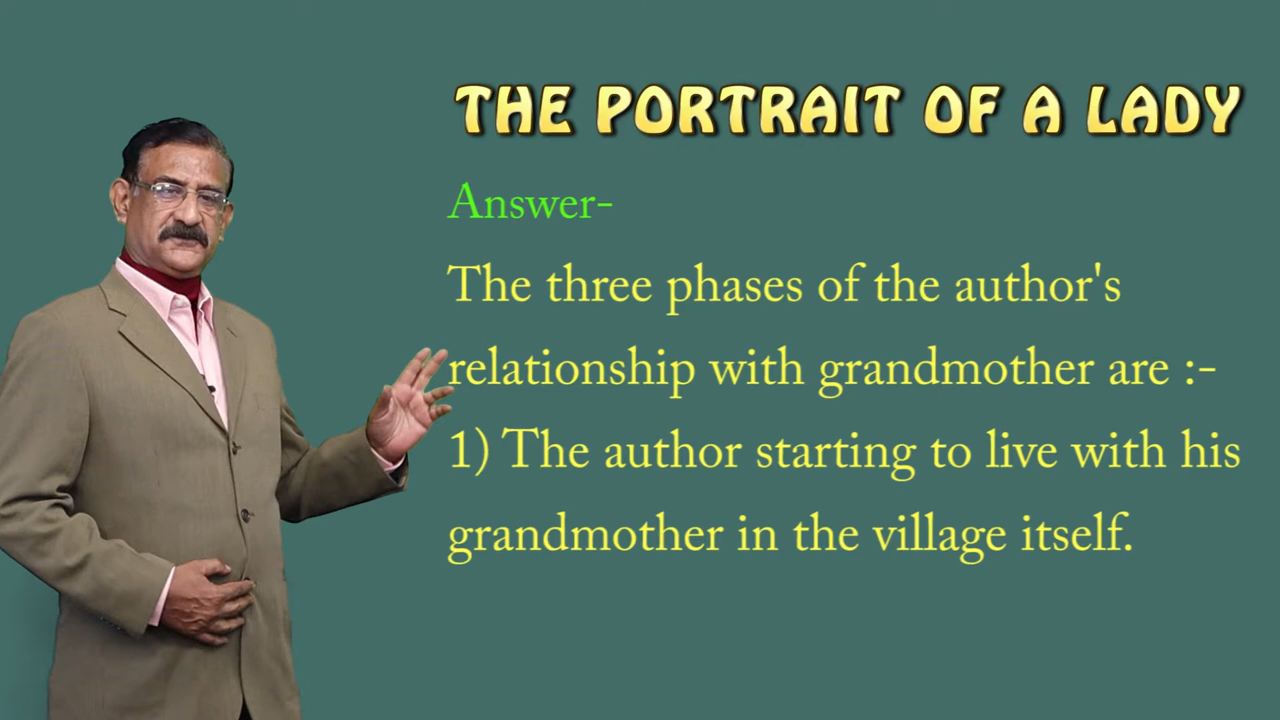 THE PORTRAIT OF A LADY
Answer-
The three phases of the author's
relationship with grandmother are :-
1) The author starting to live with his
grandmother in the village itself.